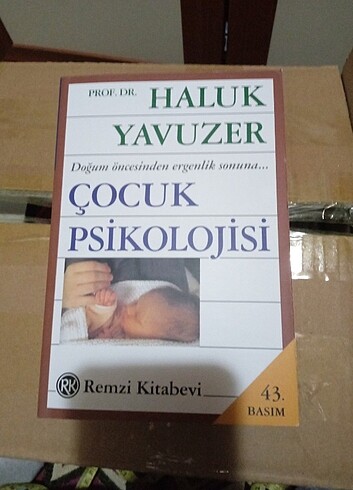 PROF. DR. HALUK
YAVUZER
Doğum öncesinden ergenlik sonuna...
ÇOCUK
PSİKOLOJİSİ
RK Remzi Kitabevi
43.
BASIM